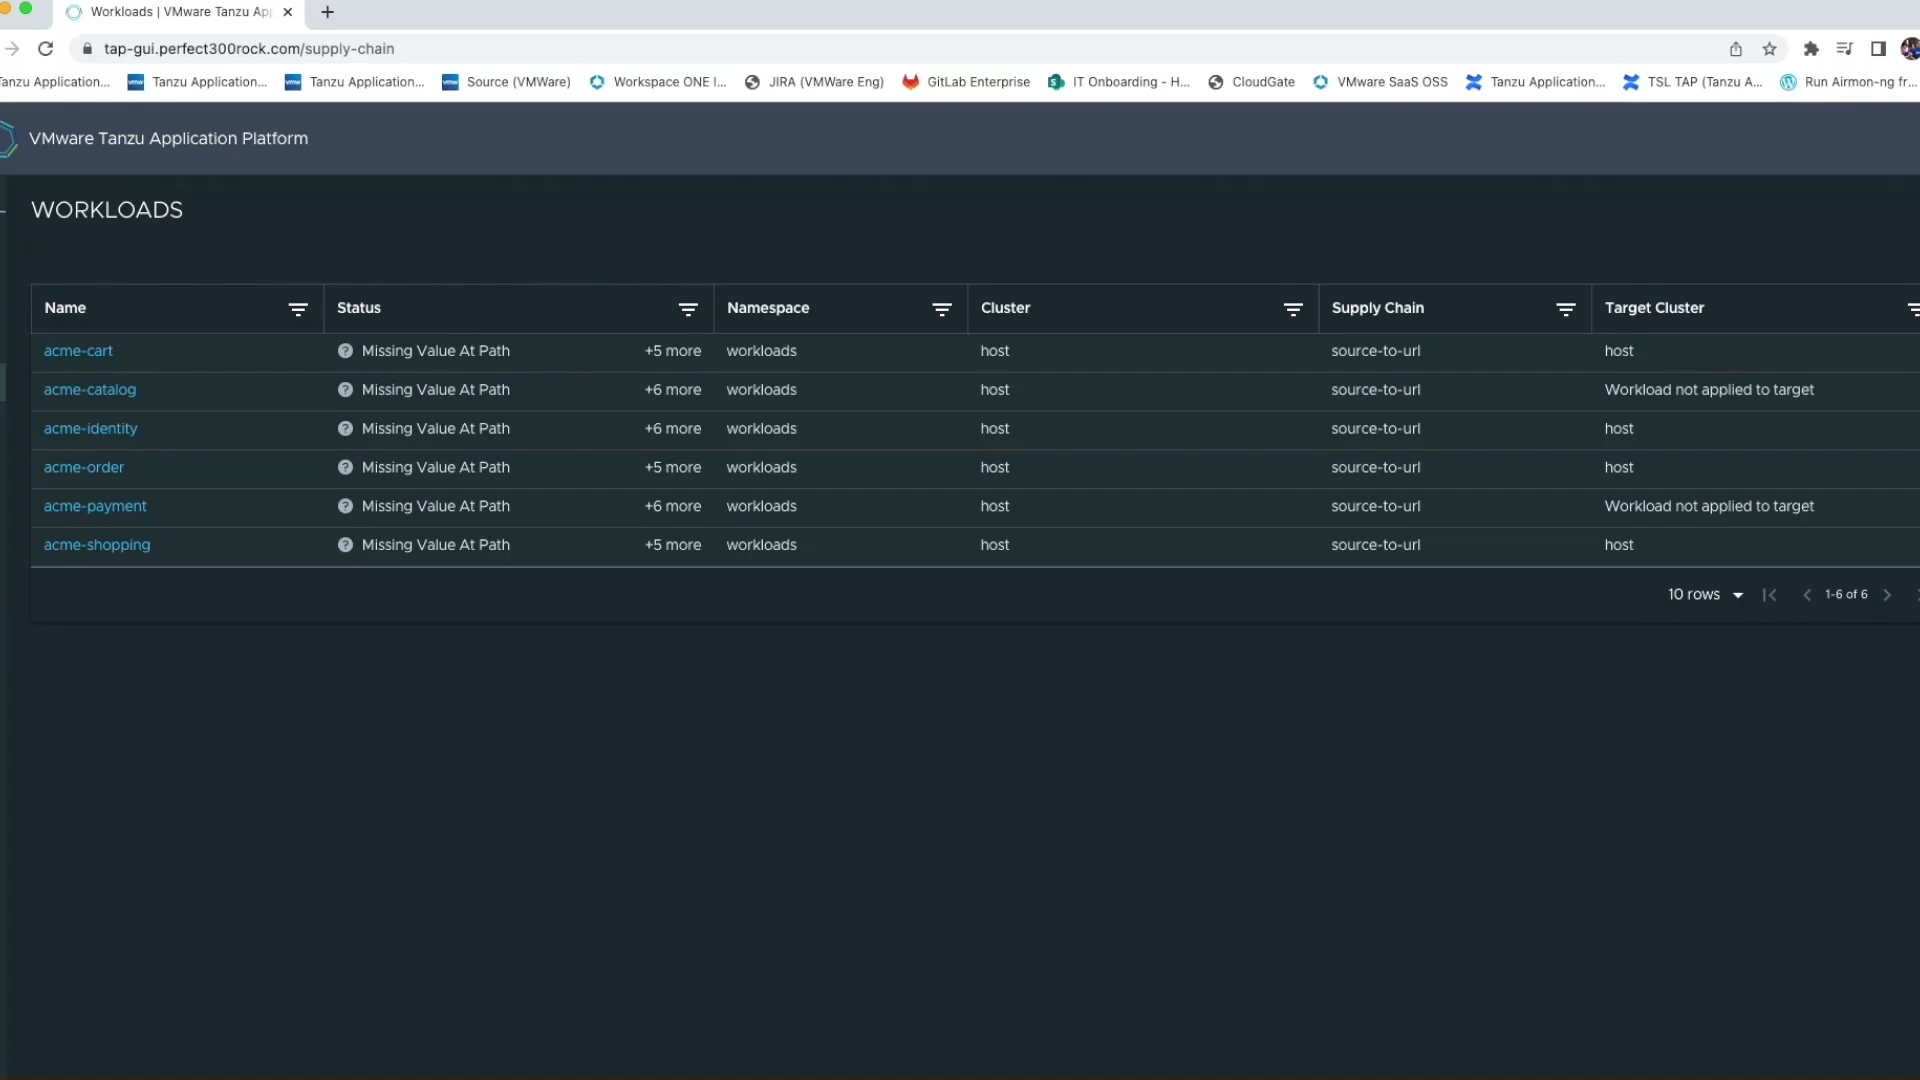 Workloads | VMware Tanzu Ap
tap-gui.perfect300rock.com/supply-chain
anzu Application... Tanzu Application... Tanzu Application... Source (VMWare) Workspace ONE I... JIRA (VMWare Eng) GitLab Enterprise IT Onboarding - H... CloudGate VMware SaaS OSS Tanzu Application... TSL TAP (Tanzu A... Run Airmon-ng fr...
VMware Tanzu Application Platform
WORKLOADS
Name Status Namespace Cluster Supply Chain Target Cluster
acme-cart Missing Value At Path +5 more workloads host source-to-url host
acme-catalog Missing Value At Path +6 more workloads host source-to-url Workload not applied to target
acme-identity Missing Value At Path +6 more workloads host source-to-url host
acme-order Missing Value At Path +5 more workloads host source-to-url host
acme-payment Missing Value At Path +6 more workloads host source-to-url Workload not applied to target
acme-shopping Missing Value At Path +5 more workloads host source-to-url host
10 rows 1-6 of 6